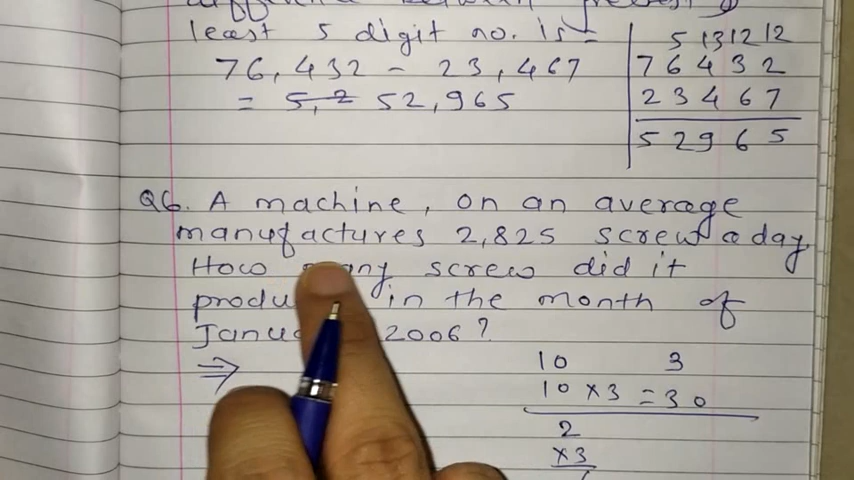 least 5 digit no. is =
76,432 - 23,467
= 5,2 52,965
5 13 12 12
7 6 4 3 2
2 3 4 6 7
5 2 9 6 5
Q6. A machine, on an average
manufactures 2,825 screw a day.
How many screw did it
produ in the month of
Janu 2006?
⇒
10 3
10 ×3 = 30
2
×3